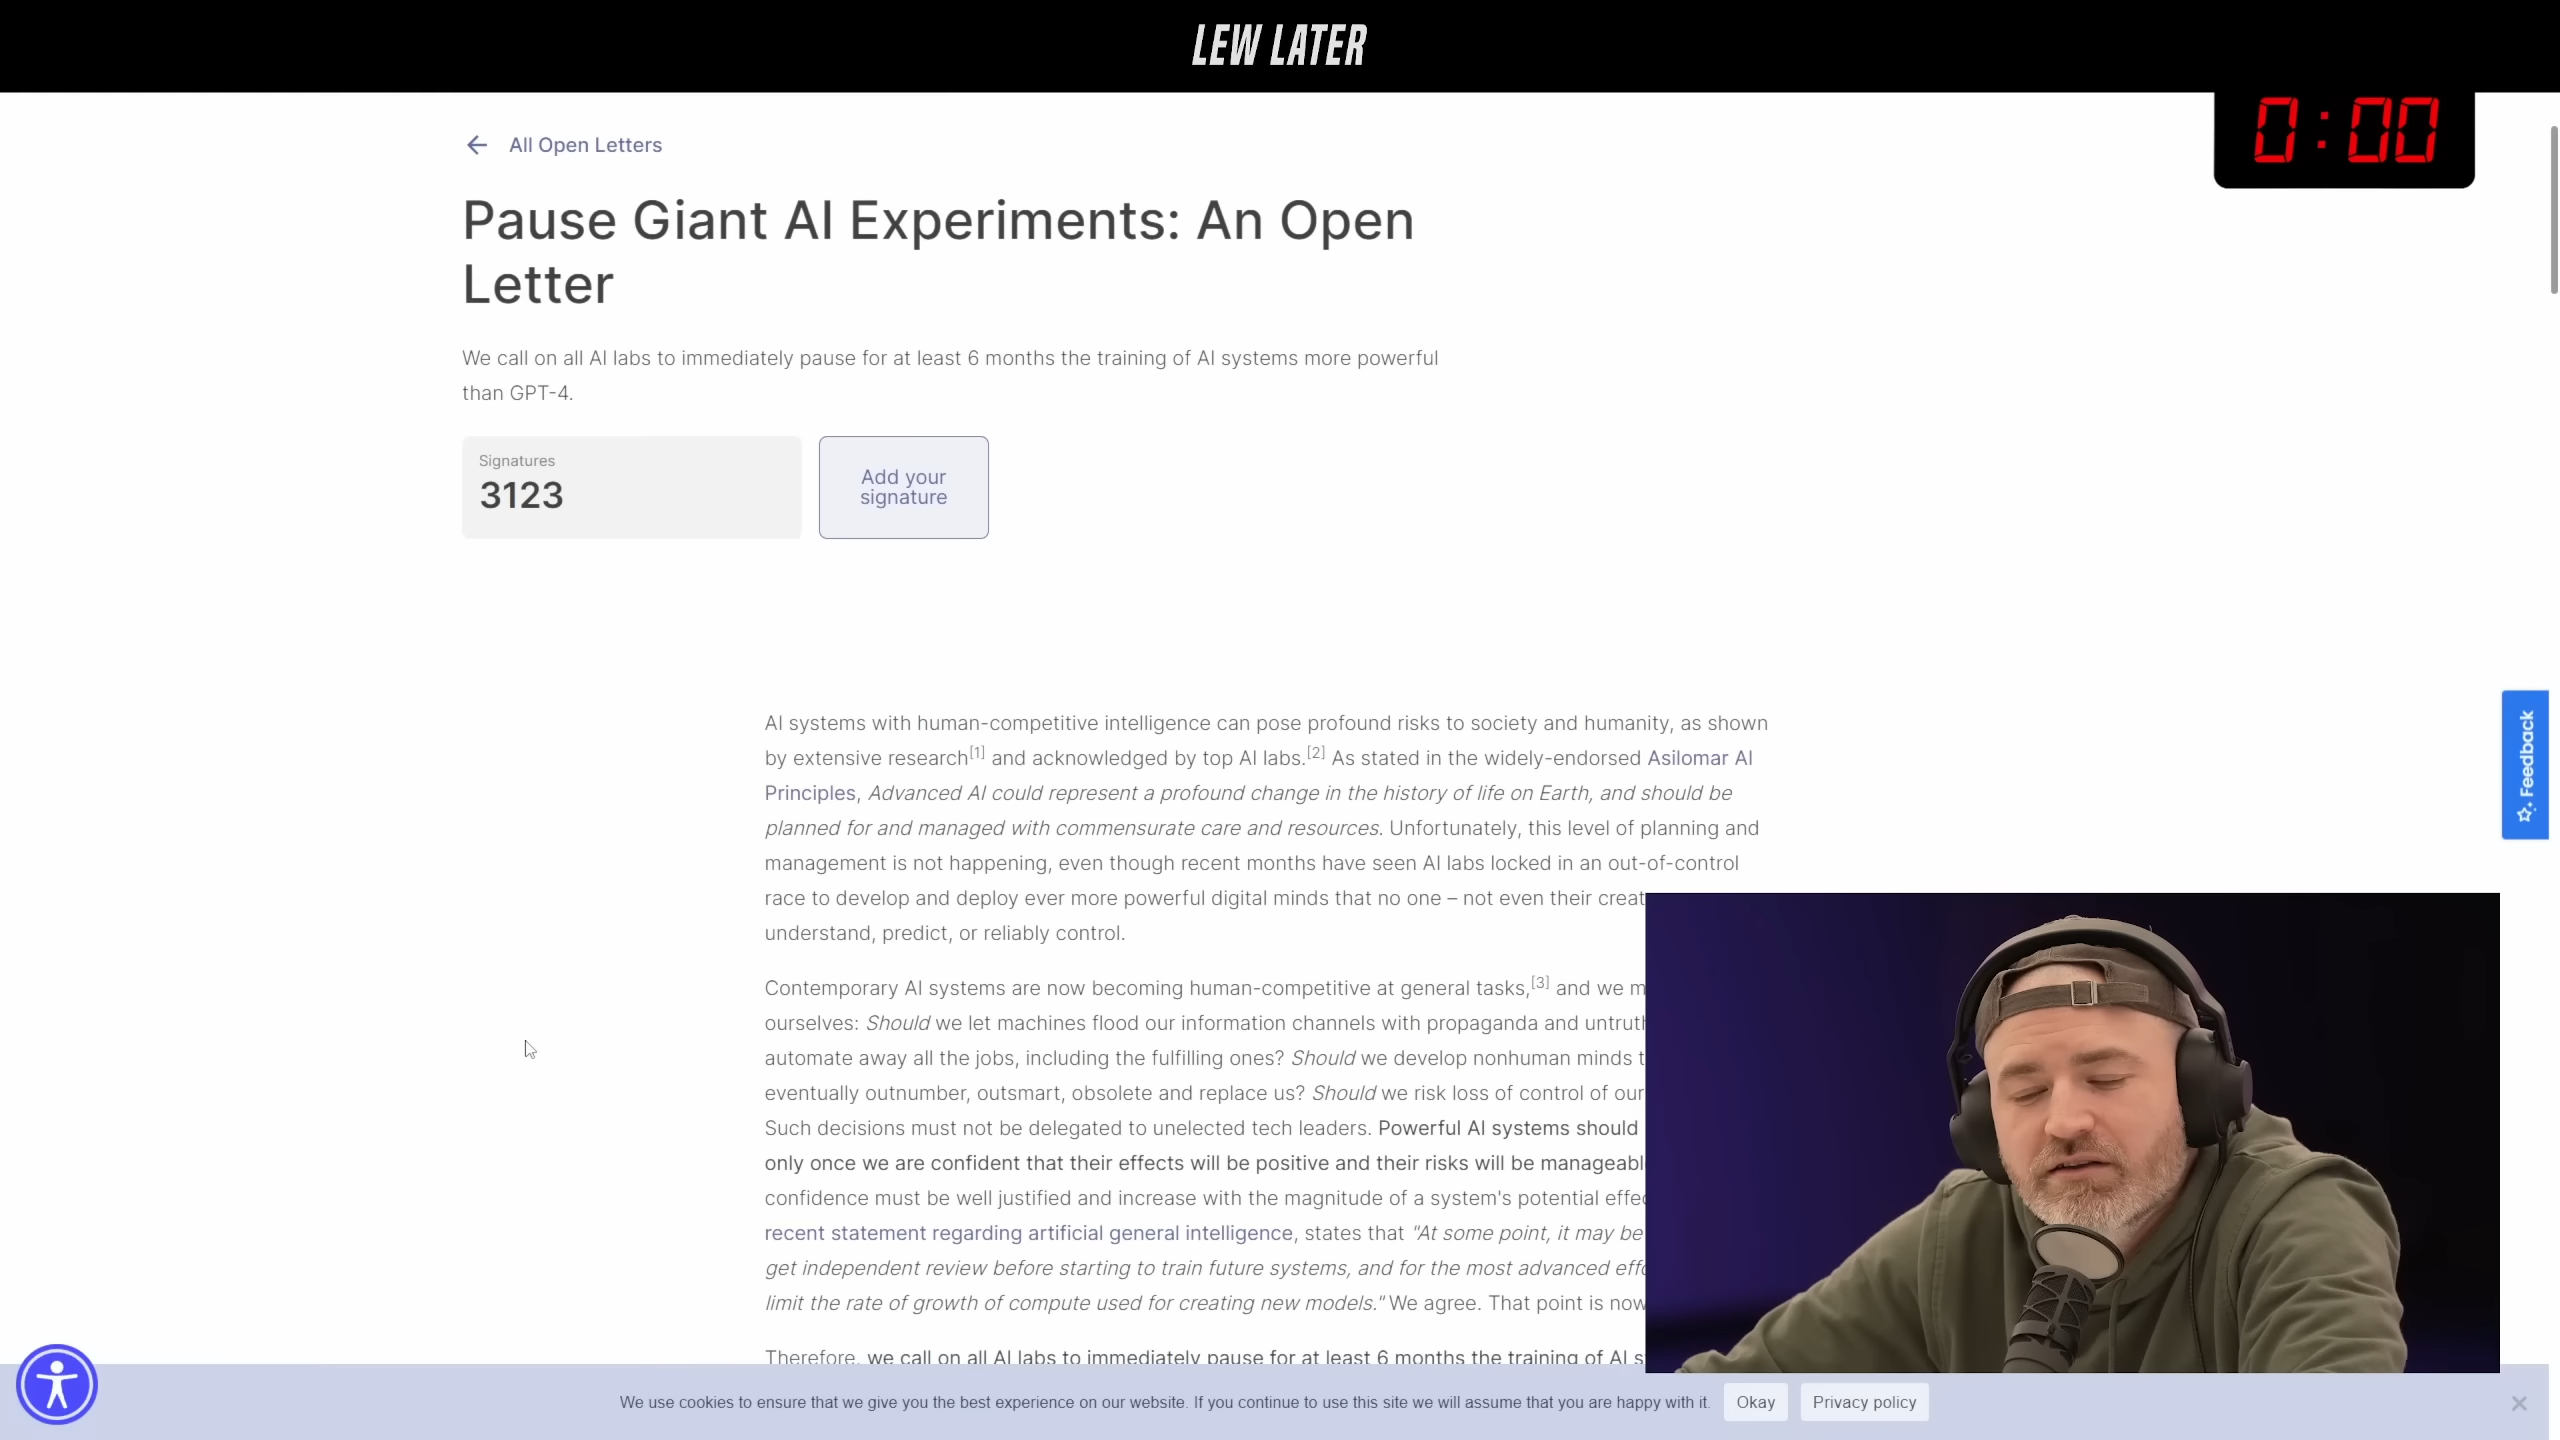 LEW LATER
0:00
All Open Letters
Pause Giant AI Experiments: An Open
Letter
We call on all AI labs to immediately pause for at least 6 months the training of AI systems more powerful
than GPT-4.
Signatures
3123
Add your
signature
AI systems with human-competitive intelligence can pose profound risks to society and humanity, as shown
by extensive research[1] and acknowledged by top AI labs.[2] As stated in the widely-endorsed Asilomar AI
Principles, Advanced AI could represent a profound change in the history of life on Earth, and should be
planned for and managed with commensurate care and resources. Unfortunately, this level of planning and
management is not happening, even though recent months have seen AI labs locked in an out-of-control
race to develop and deploy ever more powerful digital minds that no one – not even their creat
understand, predict, or reliably control.
Contemporary AI systems are now becoming human-competitive at general tasks,[3] and we m
ourselves: Should we let machines flood our information channels with propaganda and untrut
automate away all the jobs, including the fulfilling ones? Should we develop nonhuman minds t
eventually outnumber, outsmart, obsolete and replace us? Should we risk loss of control of our
Such decisions must not be delegated to unelected tech leaders. Powerful AI systems should
only once we are confident that their effects will be positive and their risks will be manageabl
confidence must be well justified and increase with the magnitude of a system's potential effe
recent statement regarding artificial general intelligence, states that "At some point, it may be
get independent review before starting to train future systems, and for the most advanced effo
limit the rate of growth of compute used for creating new models." We agree. That point is now
Therefore, we call on all AI labs to immediately pause for at least 6 months the training of AI s
Feedback
We use cookies to ensure that we give you the best experience on our website. If you continue to use this site we will assume that you are happy with it.
Okay
Privacy policy